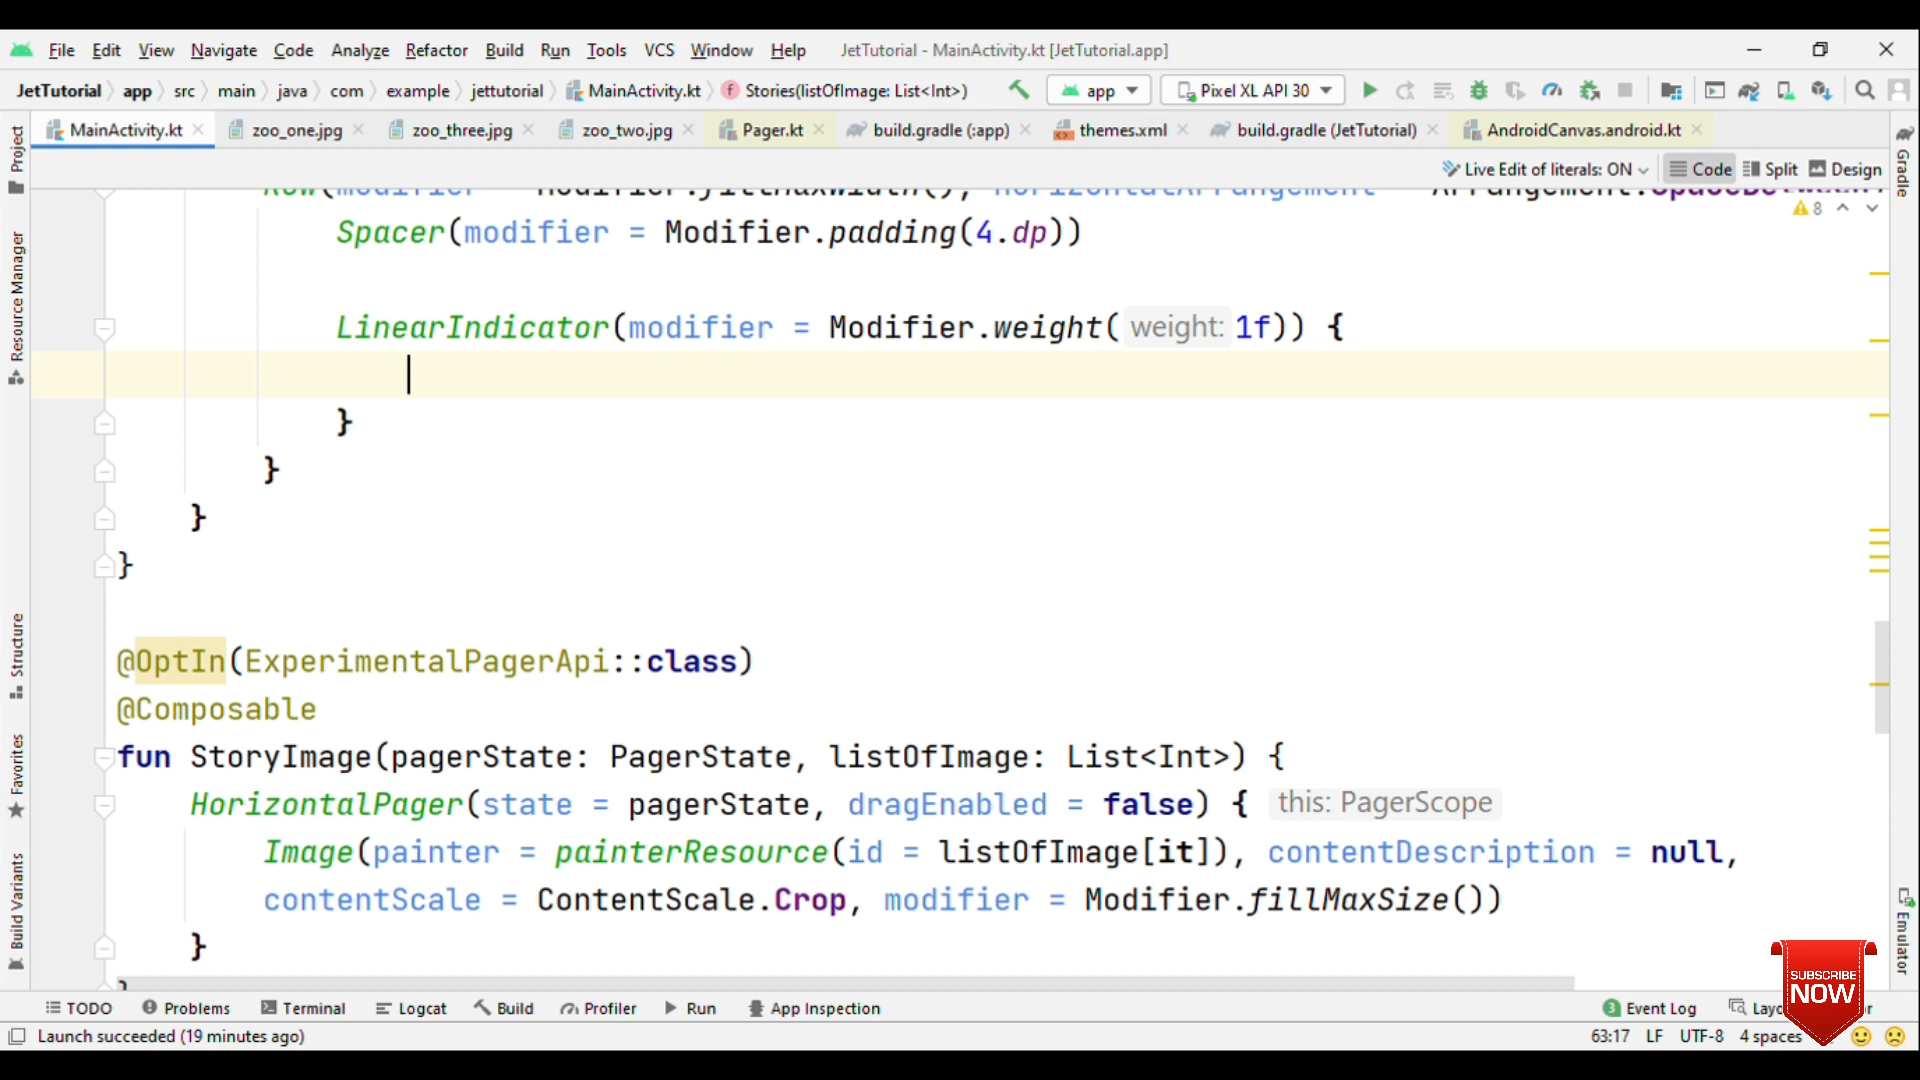 File Edit View Navigate Code Analyze Refactor Build Run Tools VCS Window Help JetTutorial - MainActivity.kt [JetTutorial.app]
JetTutorial app src main java com example jettutorial MainActivity.kt Stories(listOfImage: List<Int>) app Pixel XL API 30
MainActivity.kt zoo_one.jpg zoo_three.jpg zoo_two.jpg Pager.kt build.gradle (:app) themes.xml build.gradle (JetTutorial) AndroidCanvas.android.kt
Live Edit of literals: ON Code Split Design
Row(modifier = Modifier.fillMaxWidth(), horizontalArrangement = Arrangement.
8
Spacer(modifier = Modifier.padding(4.dp))
LinearIndicator(modifier = Modifier.weight( weight: 1f)) {
}
}
}
}
@OptIn(ExperimentalPagerApi::class)
@Composable
fun StoryImage(pagerState: PagerState, listOfImage: List<Int>) {
HorizontalPager(state = pagerState, dragEnabled = false) { this: PagerScope
Image(painter = painterResource(id = listOfImage[it]), contentDescription = null,
contentScale = ContentScale.Crop, modifier = Modifier.fillMaxSize())
}
}
Project
Resource Manager
Structure
Favorites
Build Variants
Gradle
Emulator
SUBSCRIBE
NOW
TODO Problems Terminal Logcat Build Profiler Run App Inspection 3 Event Log
Launch succeeded (19 minutes ago) 63:17 LF UTF-8 4 spaces